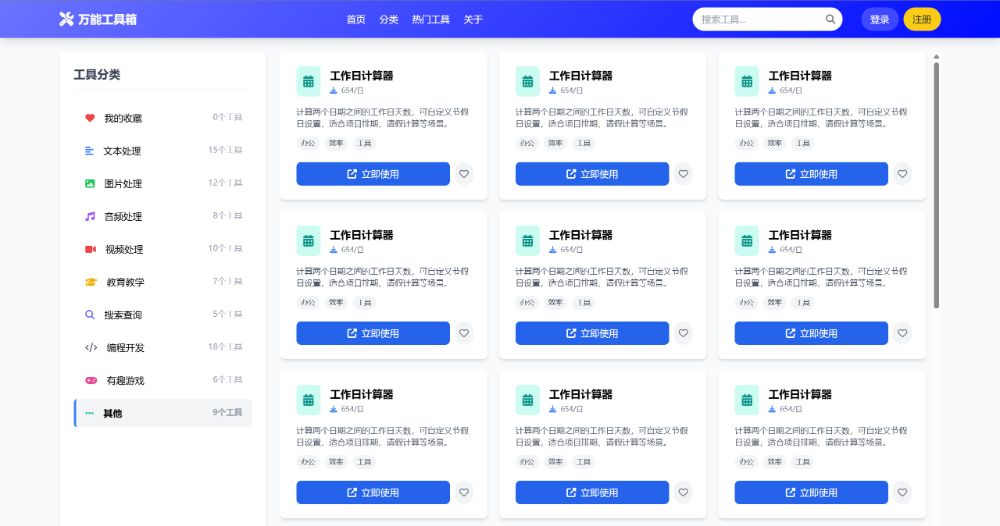 万能工具箱
首页 分类 热门工具 关于
搜索工具...
登录 注册
工具分类
我的收藏 0个工具
文本处理 15个工具
图片处理 12个工具
音频处理 8个工具
视频处理 10个工具
教育教学 7个工具
搜索查询 5个工具
编程开发 18个工具
有趣游戏 6个工具
其他 9个工具
工作日计算器
654/日
计算两个日期之间的工作日天数，可自定义节假
日设置，适合项目排期、请假计算等场景。
办公 效率 工具
立即使用
工作日计算器
654/日
计算两个日期之间的工作日天数，可自定义节假
日设置，适合项目排期、请假计算等场景。
办公 效率 工具
立即使用
工作日计算器
654/日
计算两个日期之间的工作日天数，可自定义节假
日设置，适合项目排期、请假计算等场景。
办公 效率 工具
立即使用
工作日计算器
654/日
计算两个日期之间的工作日天数，可自定义节假
日设置，适合项目排期、请假计算等场景。
办公 效率 工具
立即使用
工作日计算器
654/日
计算两个日期之间的工作日天数，可自定义节假
日设置，适合项目排期、请假计算等场景。
办公 效率 工具
立即使用
工作日计算器
654/日
计算两个日期之间的工作日天数，可自定义节假
日设置，适合项目排期、请假计算等场景。
办公 效率 工具
立即使用
工作日计算器
654/日
计算两个日期之间的工作日天数，可自定义节假
日设置，适合项目排期、请假计算等场景。
办公 效率 工具
立即使用
工作日计算器
654/日
计算两个日期之间的工作日天数，可自定义节假
日设置，适合项目排期、请假计算等场景。
办公 效率 工具
立即使用
工作日计算器
654/日
计算两个日期之间的工作日天数，可自定义节假
日设置，适合项目排期、请假计算等场景。
办公 效率 工具
立即使用